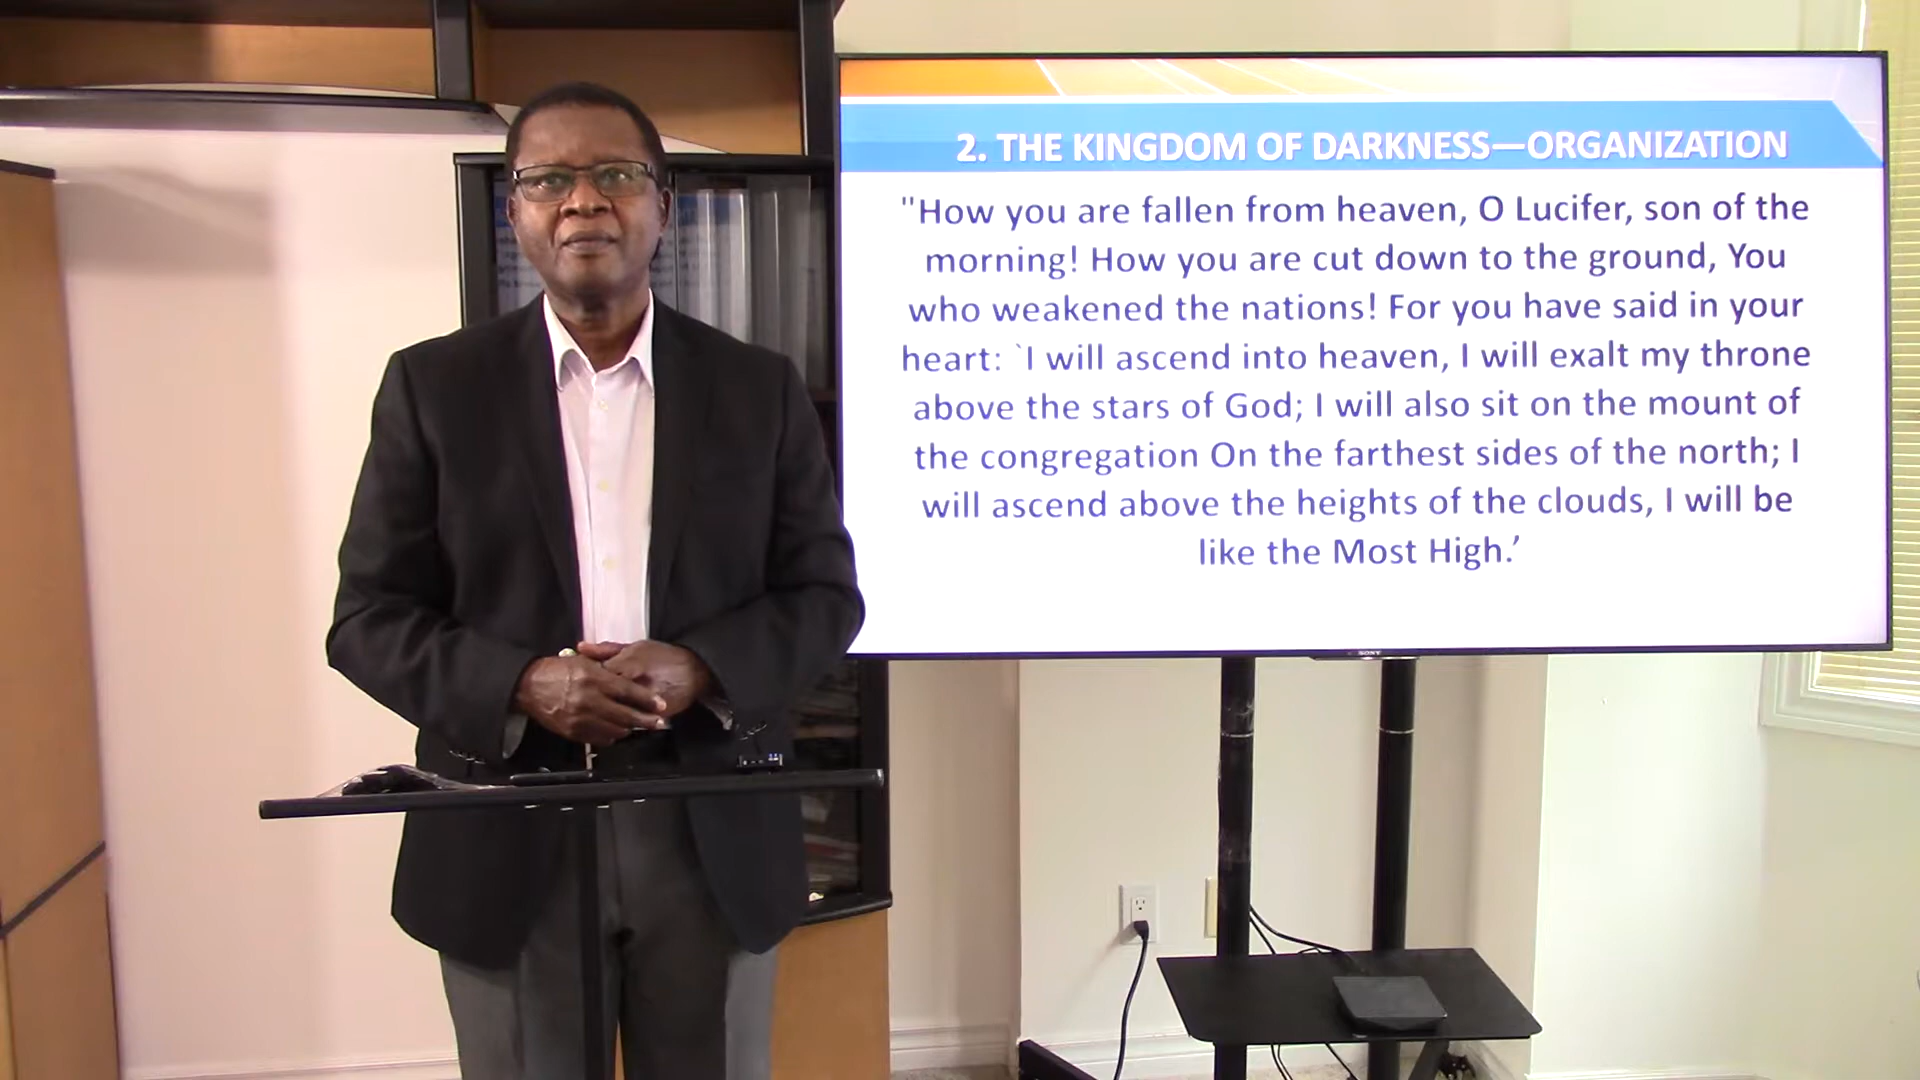 2. THE KINGDOM OF DARKNESS—ORGANIZATION
"How you are fallen from heaven, O Lucifer, son of the
morning! How you are cut down to the ground, You
who weakened the nations! For you have said in your
heart: `I will ascend into heaven, I will exalt my throne
above the stars of God; I will also sit on the mount of
the congregation On the farthest sides of the north; I
will ascend above the heights of the clouds, I will be
like the Most High.’
SONY